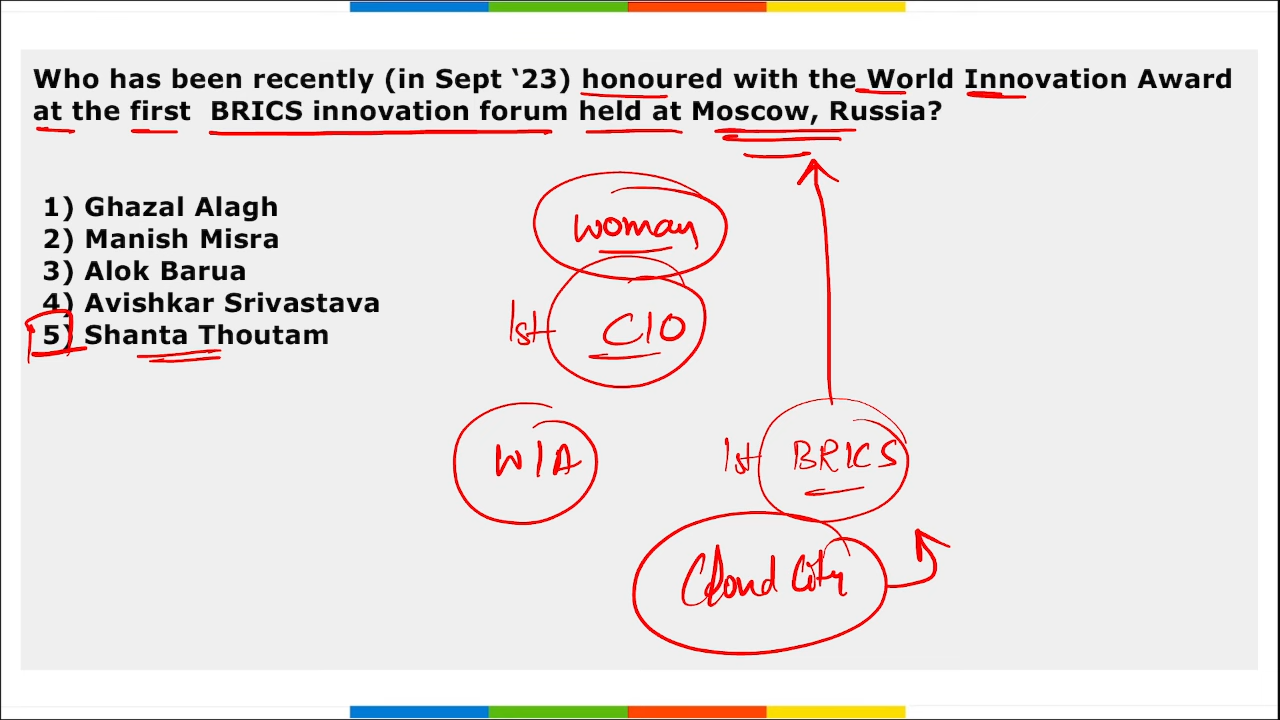 Who has been recently (in Sept ‘23) honoured with the World Innovation Award
at the first BRICS innovation forum held at Moscow, Russia?
1) Ghazal Alagh
2) Manish Misra
3) Alok Barua
4) Avishkar Srivastava
5) Shanta Thoutam
woman
1st CIO
WIA
1st BRICS
Cloud City